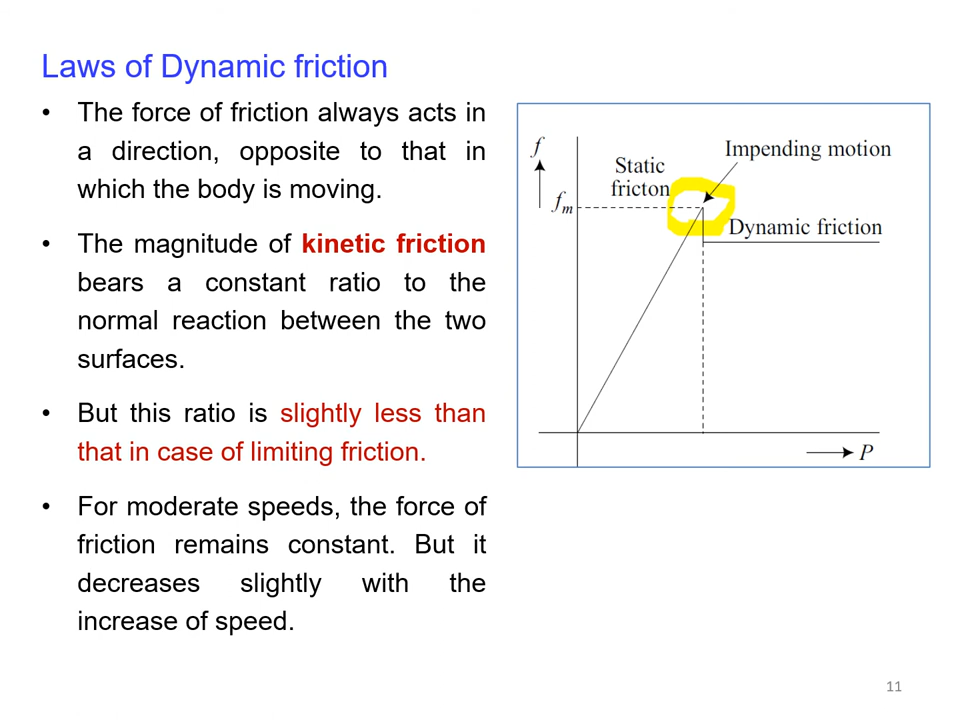 Laws of Dynamic friction
• The force of friction always acts in
a direction, opposite to that in
which the body is moving.
• The magnitude of kinetic friction
bears a constant ratio to the
normal reaction between the two
surfaces.
• But this ratio is slightly less than
that in case of limiting friction.
• For moderate speeds, the force of
friction remains constant. But it
decreases slightly with the
increase of speed.
f
Impending motion
Static
fricton
fm
Dynamic friction
P
11